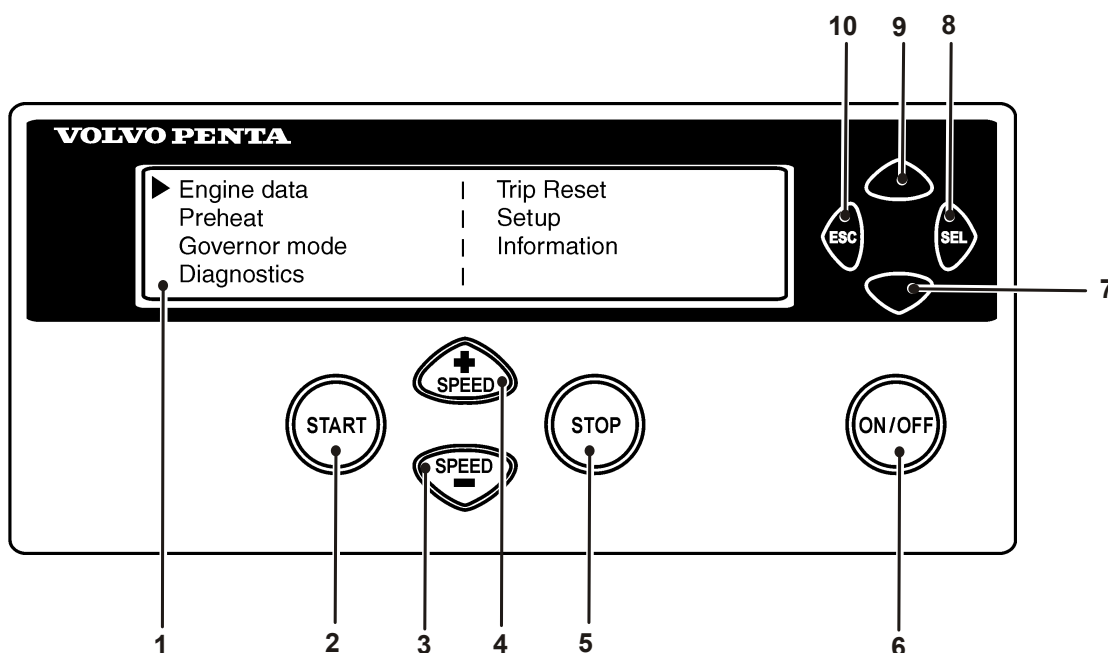 10 9 8
VOLVO PENTA
Engine data | Trip Reset
Preheat | Setup
Governor mode | Information
Diagnostics |
ESC SEL
7
+
SPEED
START STOP ON/OFF
SPEED
−
1 2 3 4 5 6